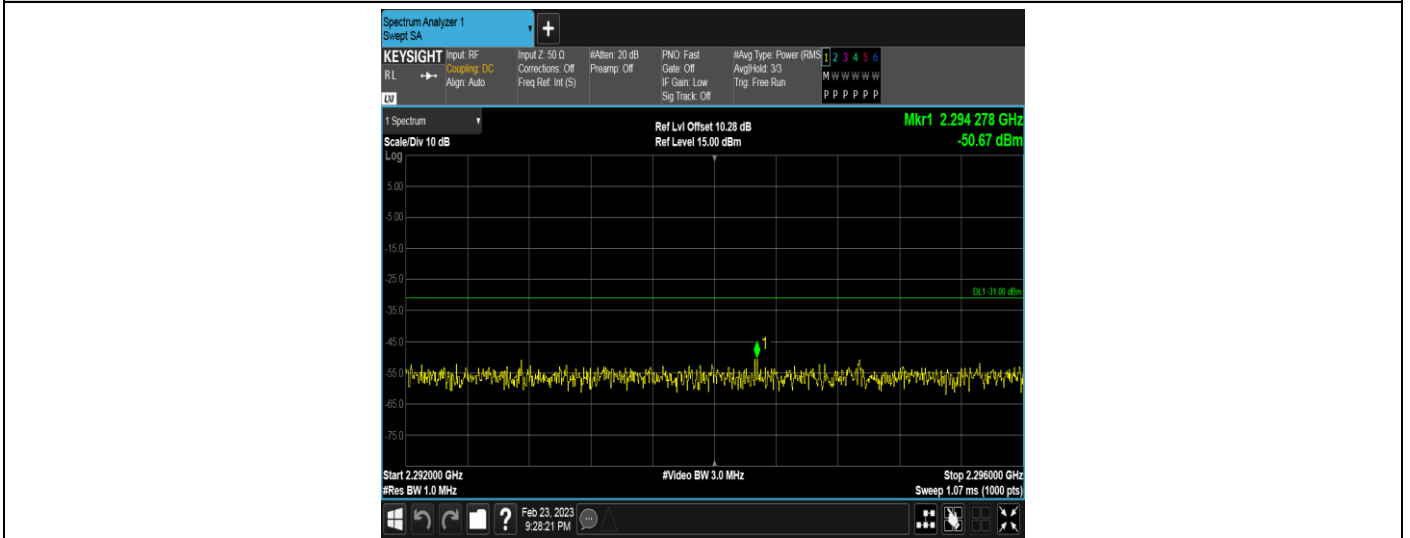 Spectrum Analyzer 1
Swept SA
+
KEYSIGHT
RL
LXI
Input: RF
Coupling: DC
Align: Auto
Input Z: 50 Ω
Corrections: Off
Freq Ref: Int (S)
#Atten: 20 dB
Preamp: Off
PNO: Fast
Gate: Off
IF Gain: Low
Sig Track: Off
#Avg Type: Power (RMS
Avg|Hold: 3/3
Trig: Free Run
1 2 3 4 5 6
M W W W W W
P P P P P P
1 Spectrum
Scale/Div 10 dB
Ref Lvl Offset 10.28 dB
Ref Level 15.00 dBm
Mkr1 2.294 278 GHz
-50.67 dBm
Log
5.00
-5.00
-15.0
-25.0
DL1 -31.00 dBm
-35.0
-45.0
1
-55.0
-65.0
-75.0
Start 2.292000 GHz
#Res BW 1.0 MHz
#Video BW 3.0 MHz
Stop 2.296000 GHz
Sweep 1.07 ms (1000 pts)
?
Feb 23, 2023
9:28:21 PM